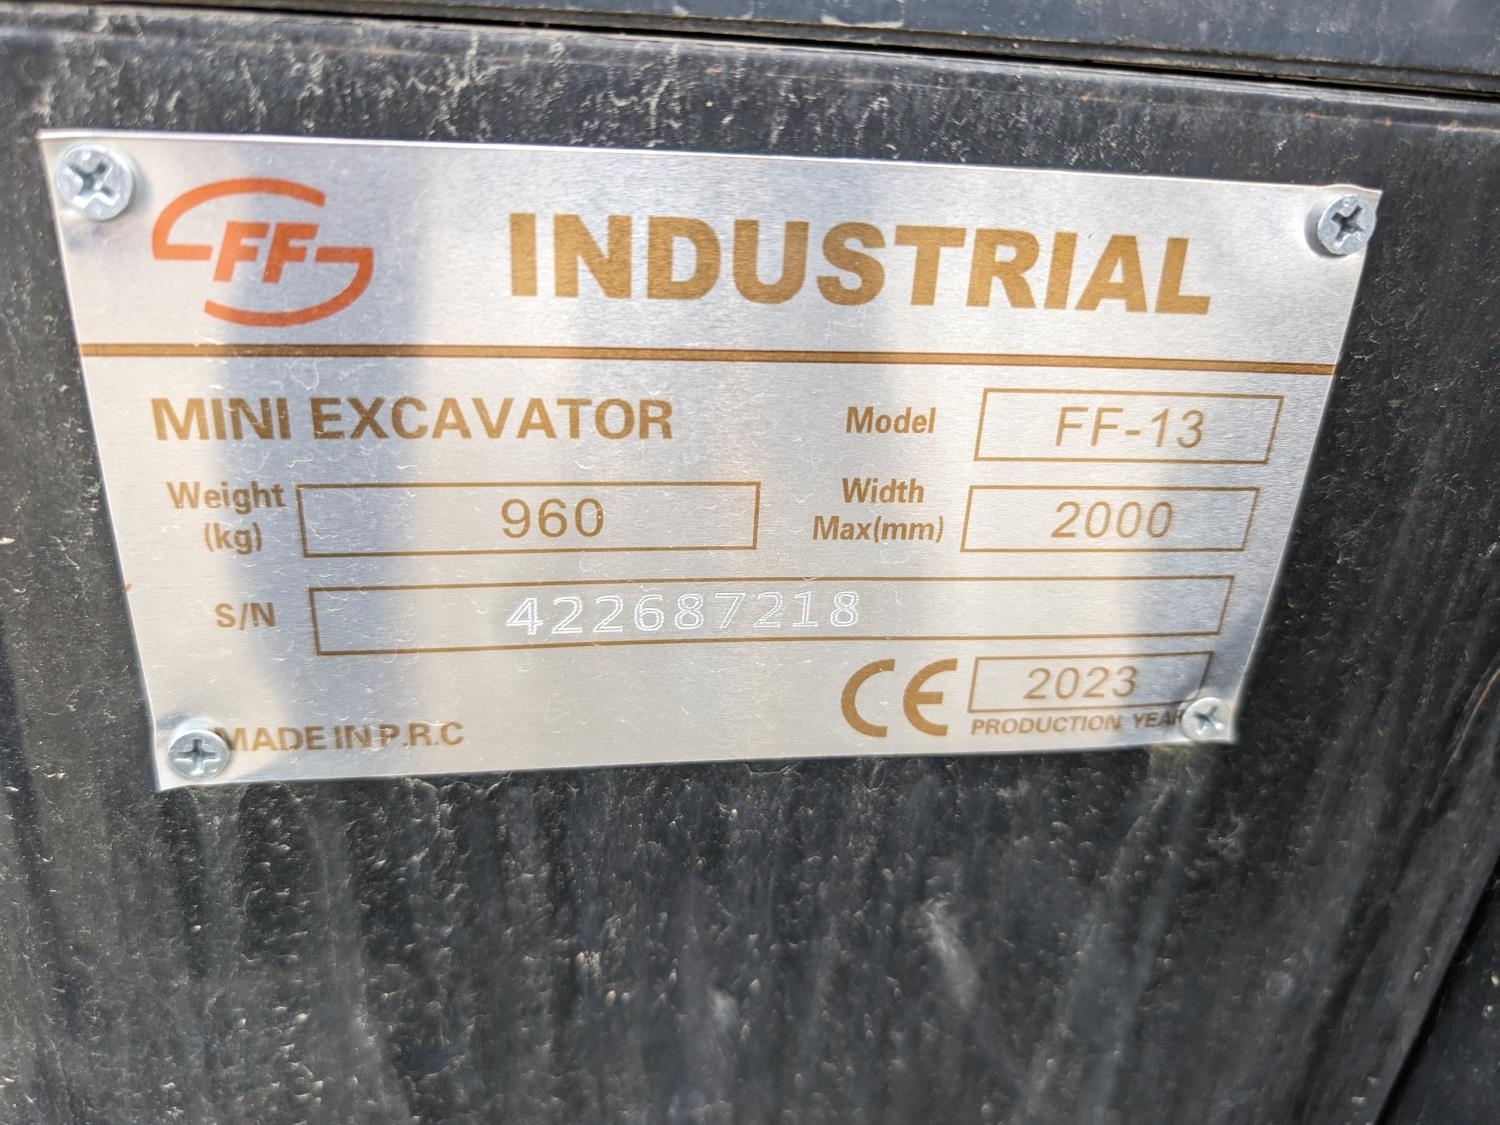 FF INDUSTRIAL
MINI EXCAVATOR Model FF-13
Weight (kg) 960 Width Max(mm) 2000
S/N 422687218
CE 2023
MADE IN P.R.C PRODUCTION YEAR